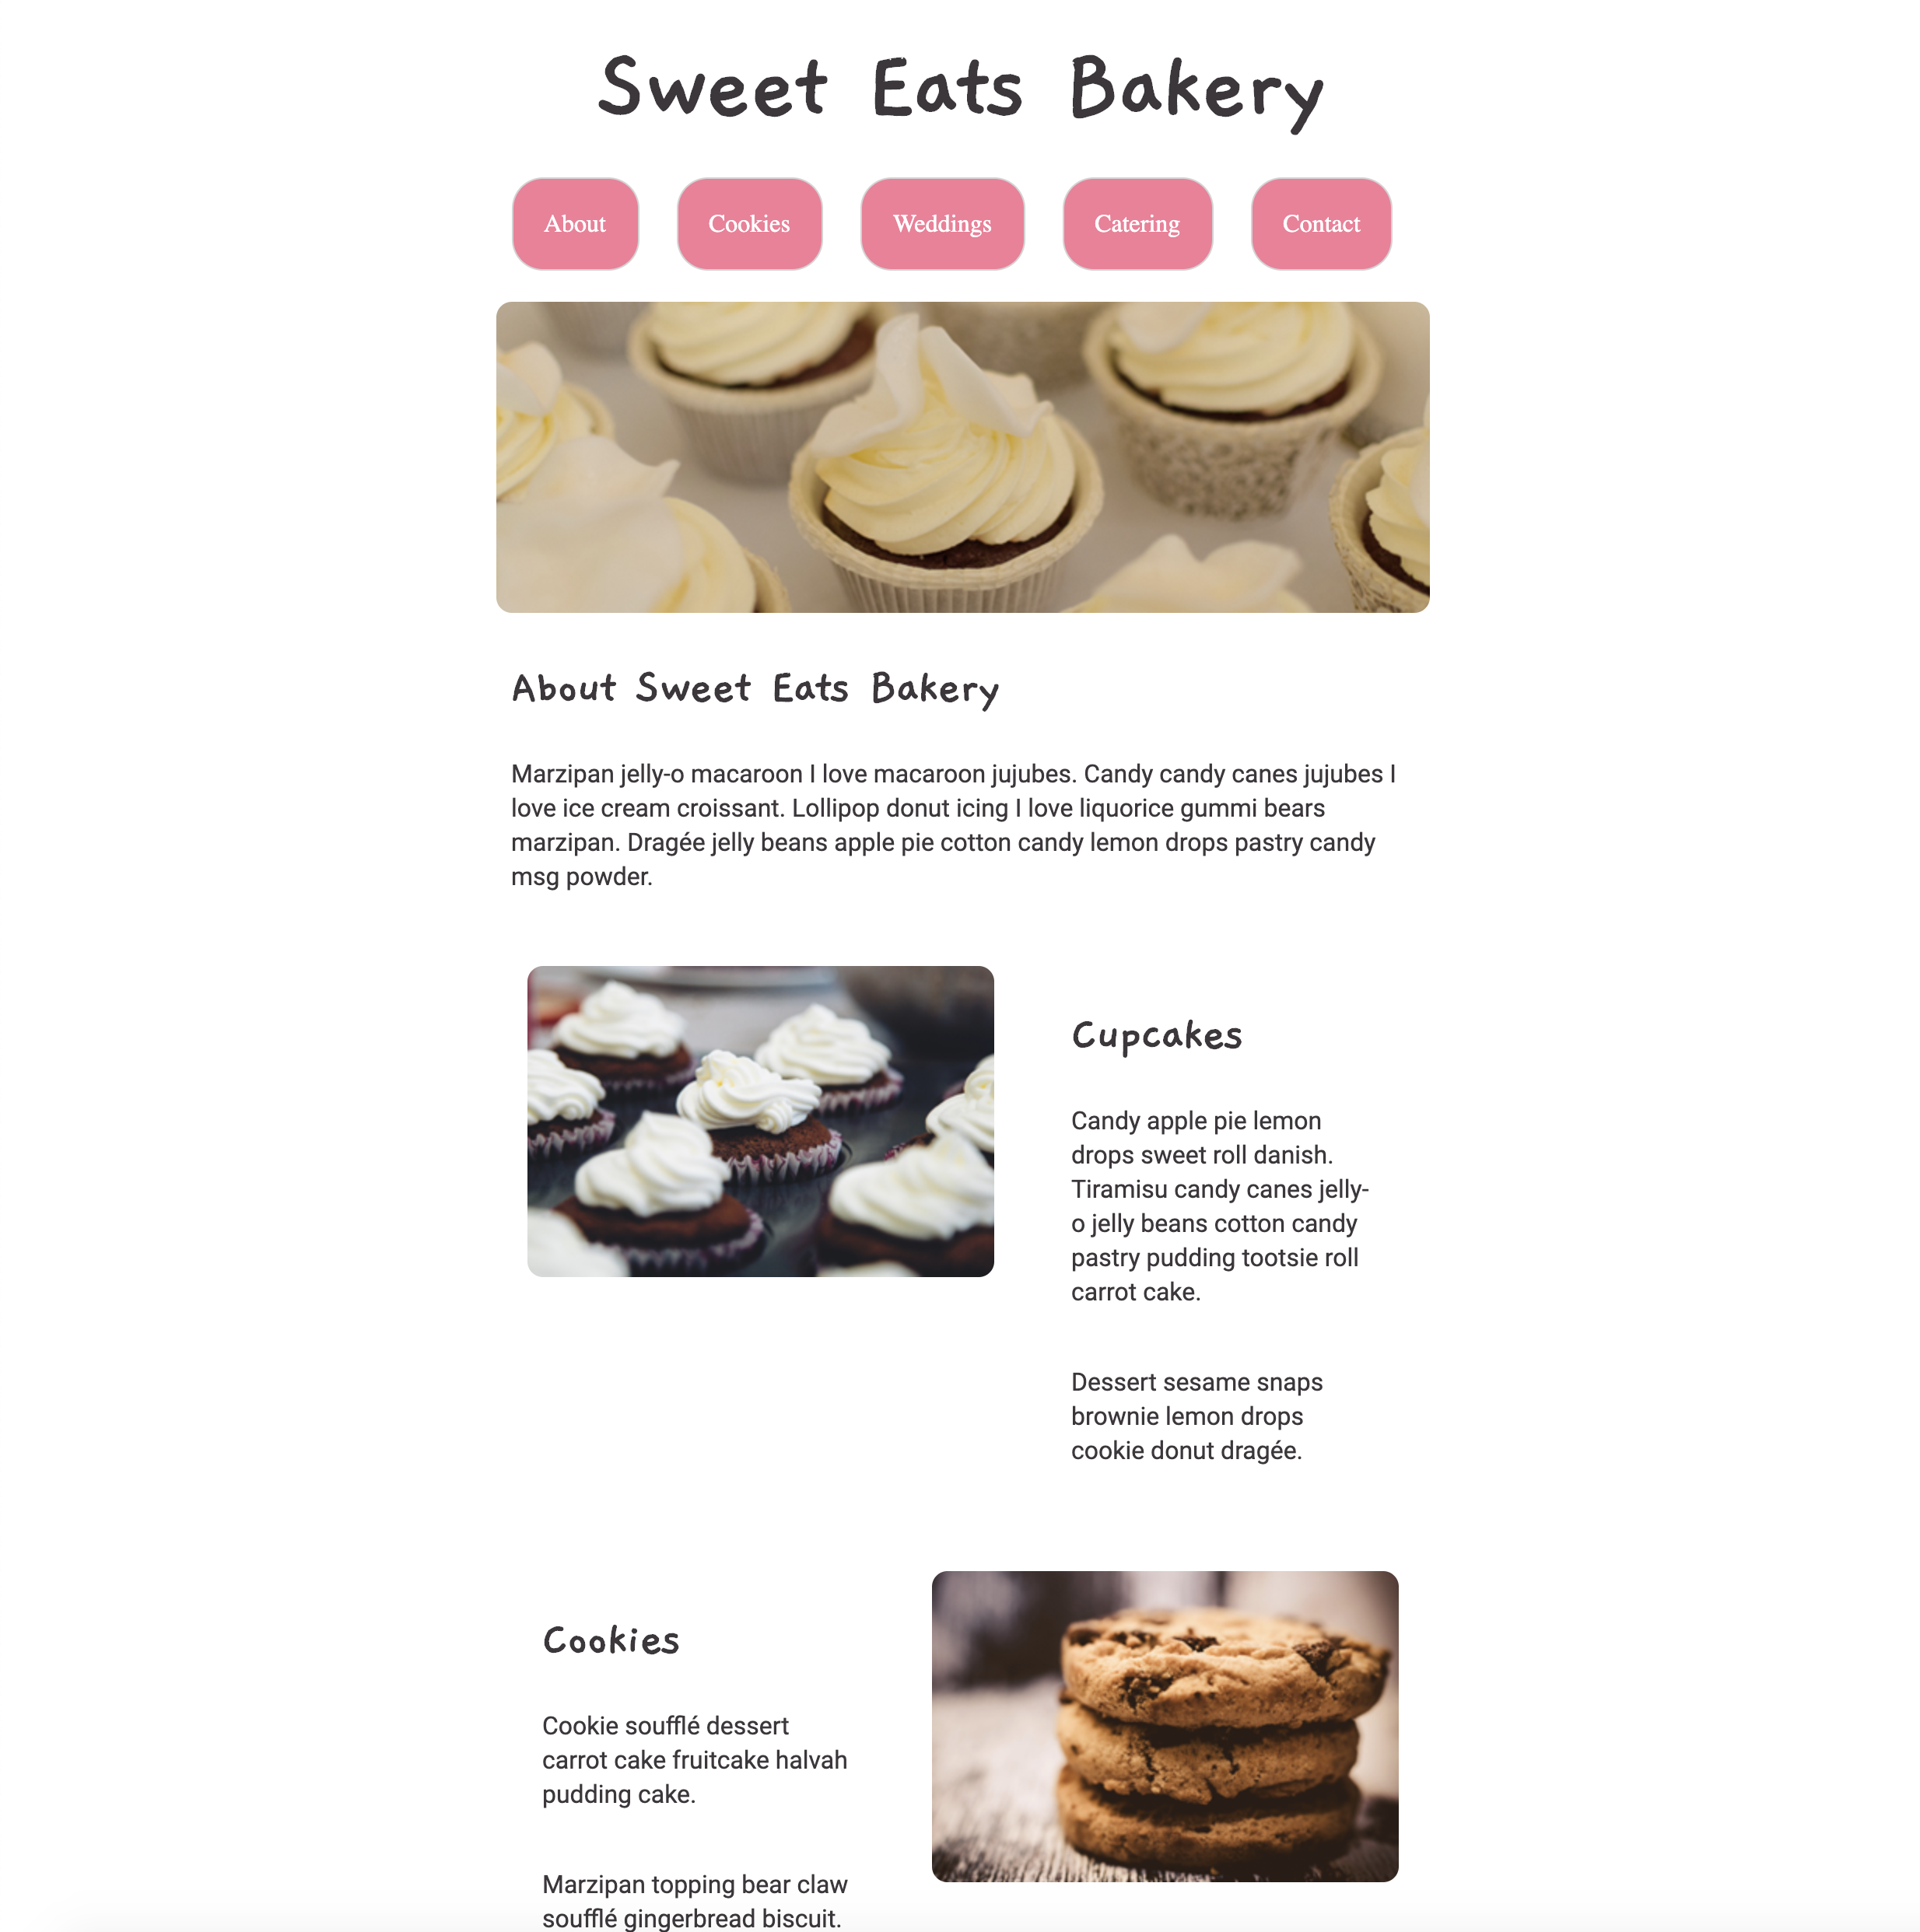 Sweet Eats Bakery
About
Cookies
Weddings
Catering
Contact
About Sweet Eats Bakery
Marzipan jelly-o macaroon I love macaroon jujubes. Candy candy canes jujubes I
love ice cream croissant. Lollipop donut icing I love liquorice gummi bears
marzipan. Dragée jelly beans apple pie cotton candy lemon drops pastry candy
msg powder.
Cupcakes
Candy apple pie lemon
drops sweet roll danish.
Tiramisu candy canes jelly-
o jelly beans cotton candy
pastry pudding tootsie roll
carrot cake.
Dessert sesame snaps
brownie lemon drops
cookie donut dragée.
Cookies
Cookie soufflé dessert
carrot cake fruitcake halvah
pudding cake.
Marzipan topping bear claw
soufflé gingerbread biscuit.